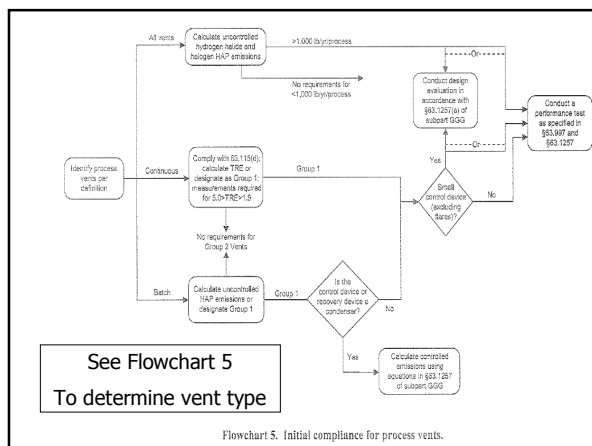 All vents
Calculate uncontrolled
hydrogen halide and
halogen HAP emissions
>1,000 lb/yr/process
No requirements for
<1,000 lb/yr/process
Or
Conduct design
evaluation in
accordance with
§63.1257(a) of
subpart GGG
Conduct a
performance test
as specified in
§63.997 and
§63.1257
Or
Identify process
vents per
definition
Continuous
Comply with 63.115(d);
calculate TRE or
designate as Group 1;
measurements required
for 5.0>TRE>1.9
Group 1
Yes
Small
control device
(excluding
flares)?
No
No requirements for
Group 2 Vents
Batch
Calculate uncontrolled
HAP emissions or
designate Group 1
Group 1
Is the
control device or
recovery device a
condenser?
No
Yes
Calculate controlled
emissions using
equations in §63.1257
of subpart GGG
See Flowchart 5
To determine vent type
Flowchart 5. Initial compliance for process vents.